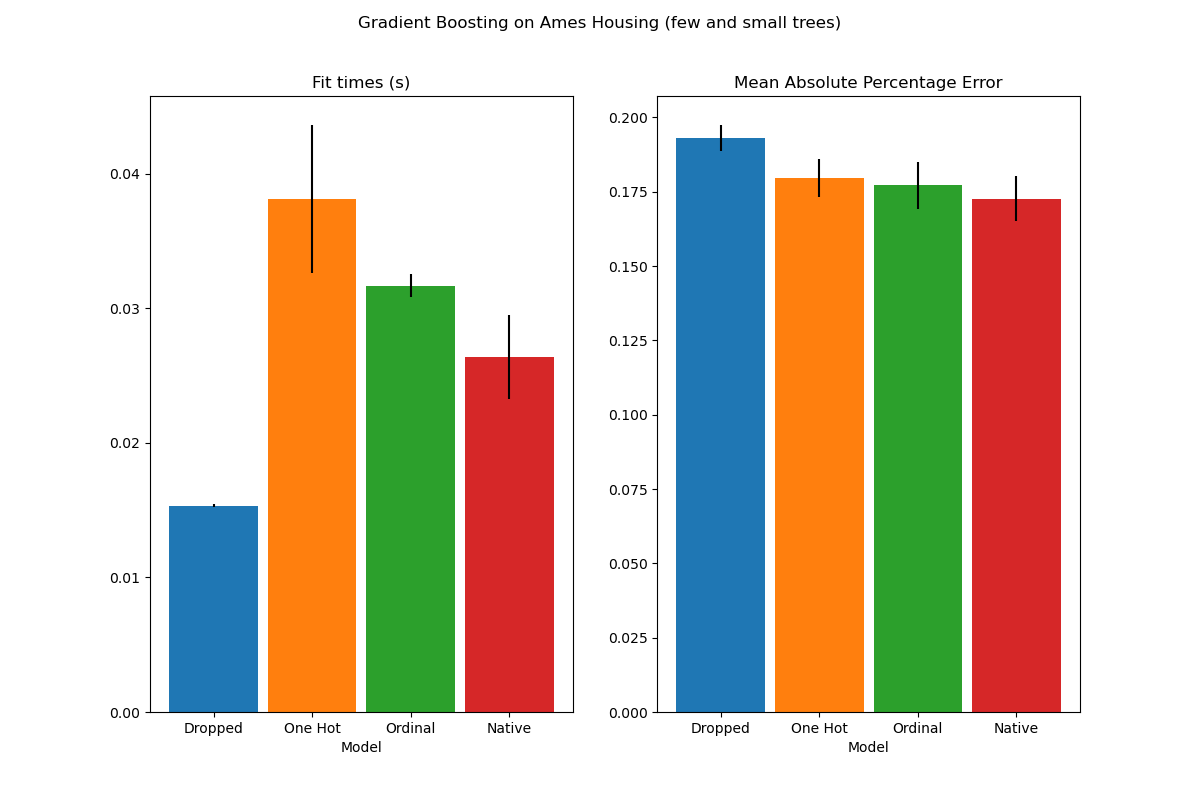 Gradient Boosting on Ames Housing (few and small trees)
Fit times (s)
0.04
0.03
0.02
0.01
0.00
Dropped One Hot Ordinal Native
Model
Mean Absolute Percentage Error
0.200
0.175
0.150
0.125
0.100
0.075
0.050
0.025
0.000
Dropped One Hot Ordinal Native
Model